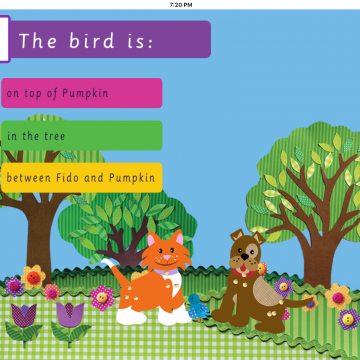 7:20 PM
The bird is:
on top of Pumpkin
in the tree
between Fido and Pumpkin